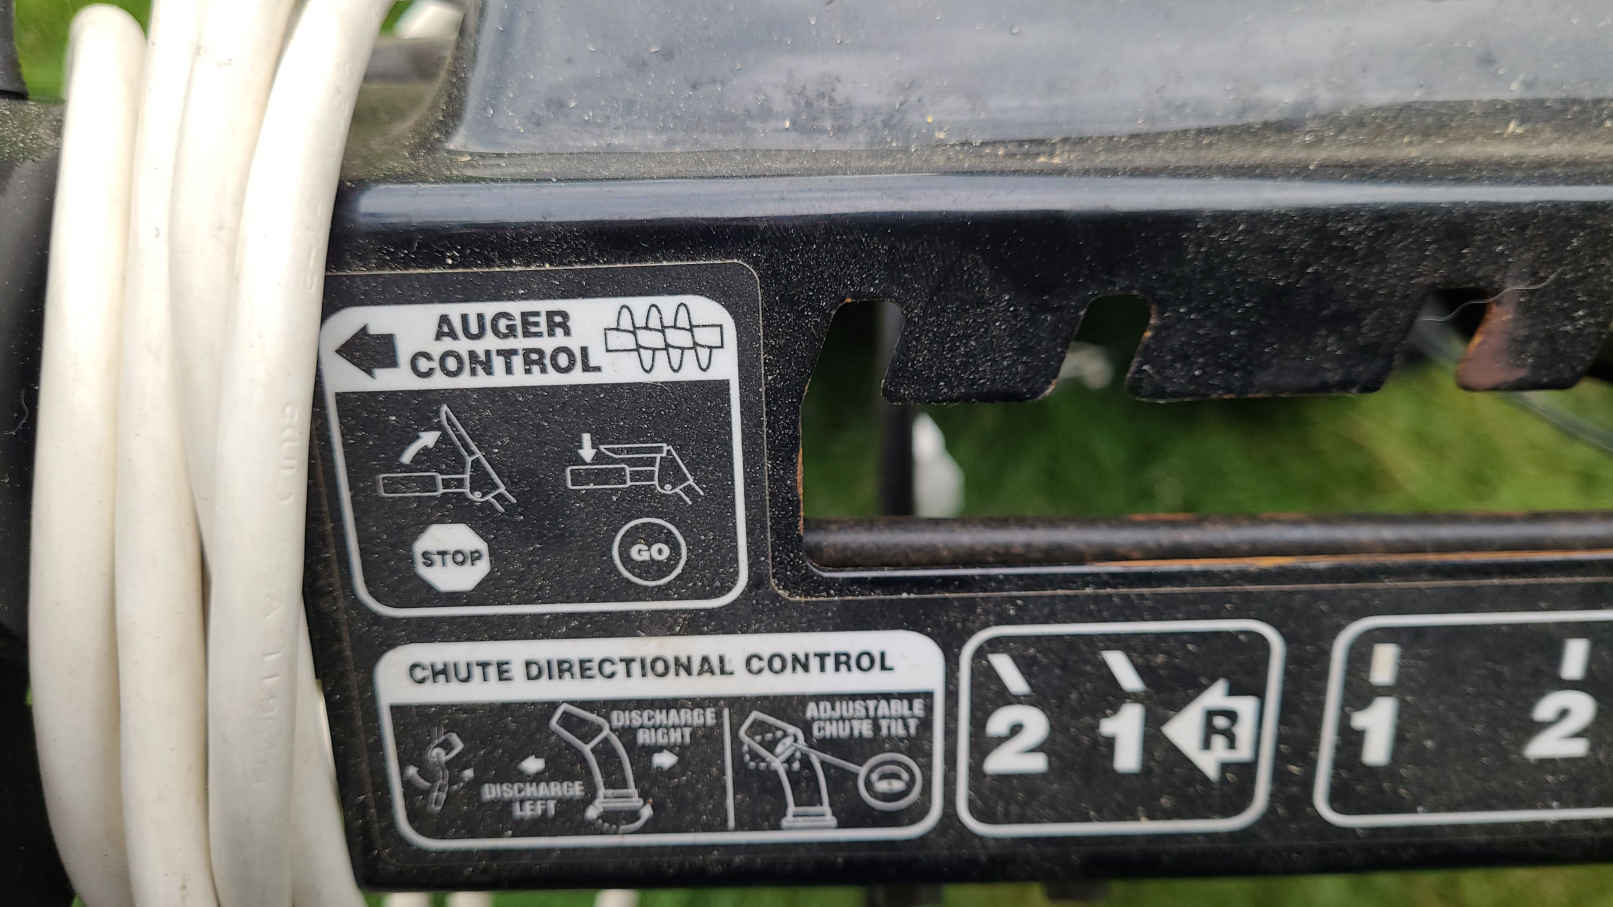 AUGER
CONTROL
STOP
GO
CHUTE DIRECTIONAL CONTROL
DISCHARGE
RIGHT
DISCHARGE
LEFT
ADJUSTABLE
CHUTE TILT
2 1 R
1 2